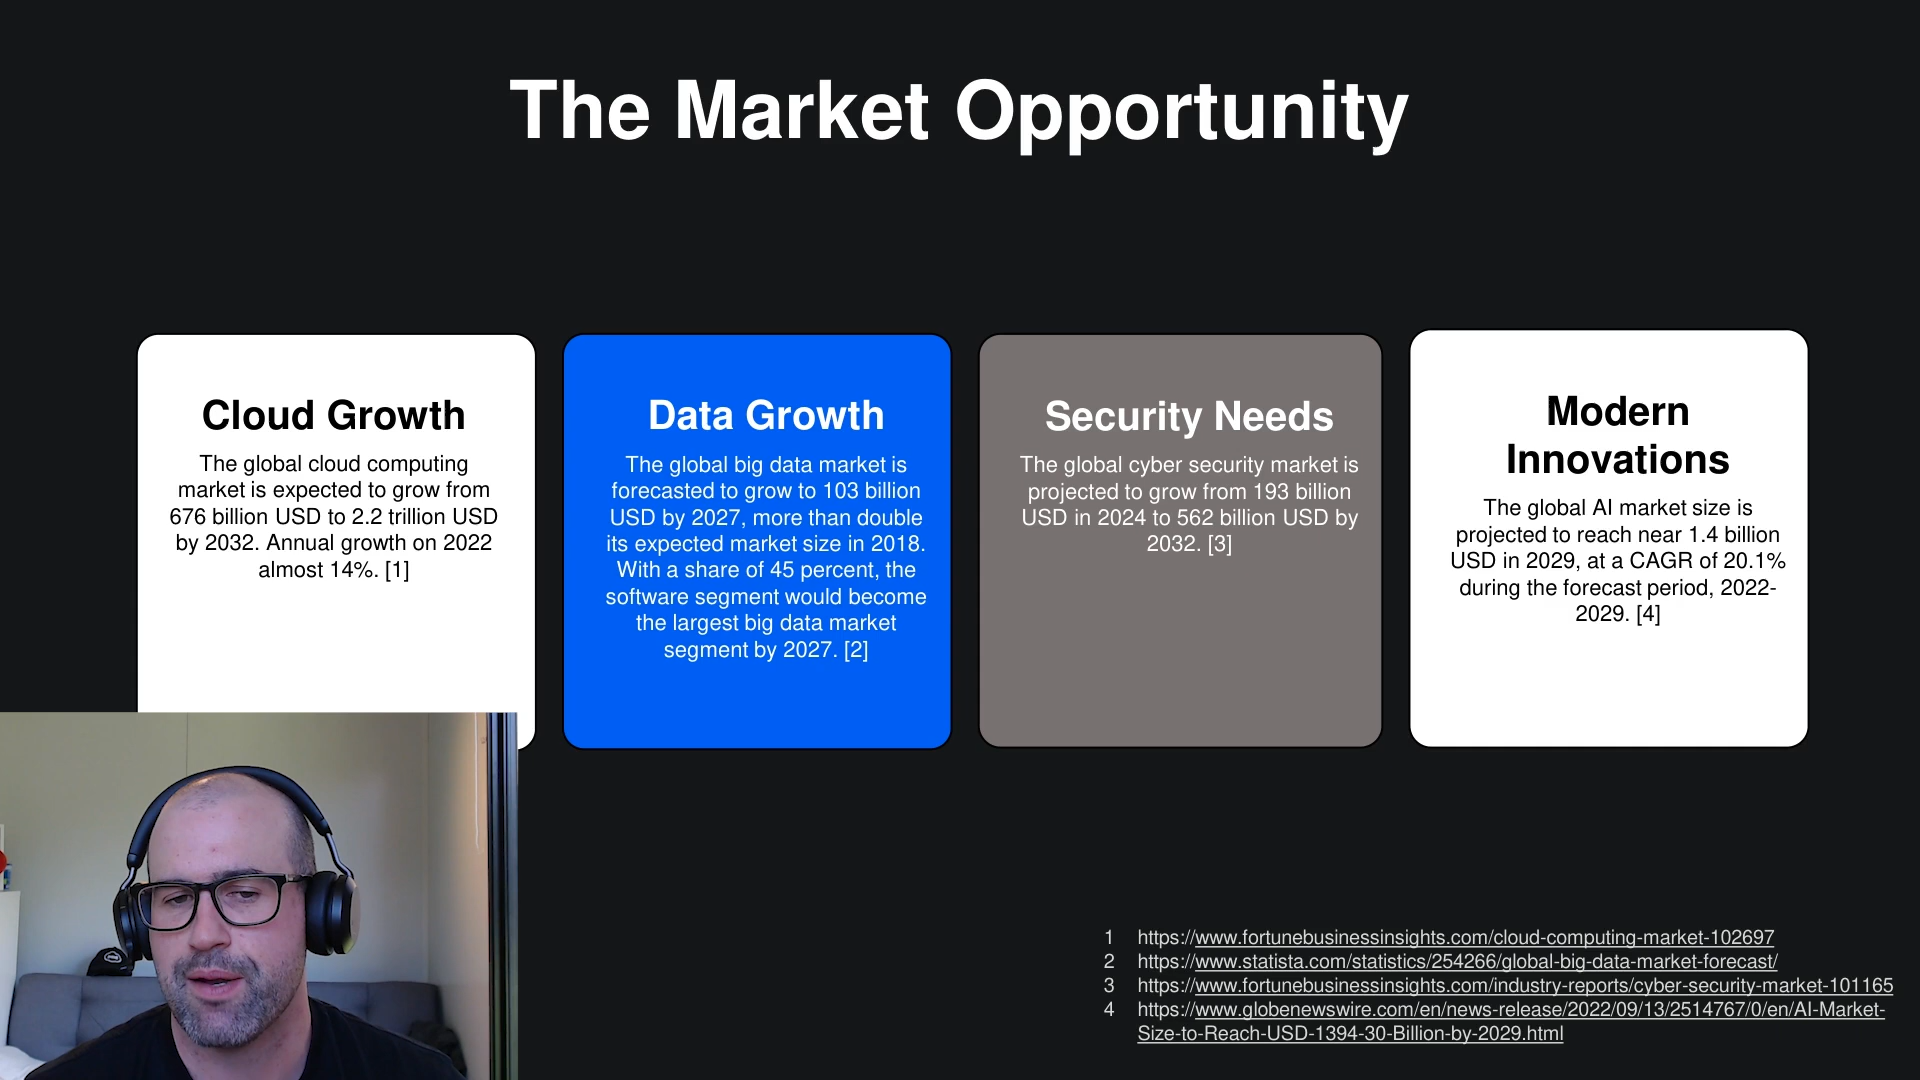 The Market Opportunity
Cloud Growth
The global cloud computing
market is expected to grow from
676 billion USD to 2.2 trillion USD
by 2032. Annual growth on 2022
almost 14%. [1]
Data Growth
The global big data market is
forecasted to grow to 103 billion
USD by 2027, more than double
its expected market size in 2018.
With a share of 45 percent, the
software segment would become
the largest big data market
segment by 2027. [2]
Security Needs
The global cyber security market is
projected to grow from 193 billion
USD in 2024 to 562 billion USD by
2032. [3]
Modern
Innovations
The global AI market size is
projected to reach near 1.4 billion
USD in 2029, at a CAGR of 20.1%
during the forecast period, 2022-
2029. [4]
1 https://www.fortunebusinessinsights.com/cloud-computing-market-102697
2 https://www.statista.com/statistics/254266/global-big-data-market-forecast/
3 https://www.fortunebusinessinsights.com/industry-reports/cyber-security-market-101165
4 https://www.globenewswire.com/en/news-release/2022/09/13/2514767/0/en/AI-Market-
Size-to-Reach-USD-1394-30-Billion-by-2029.html